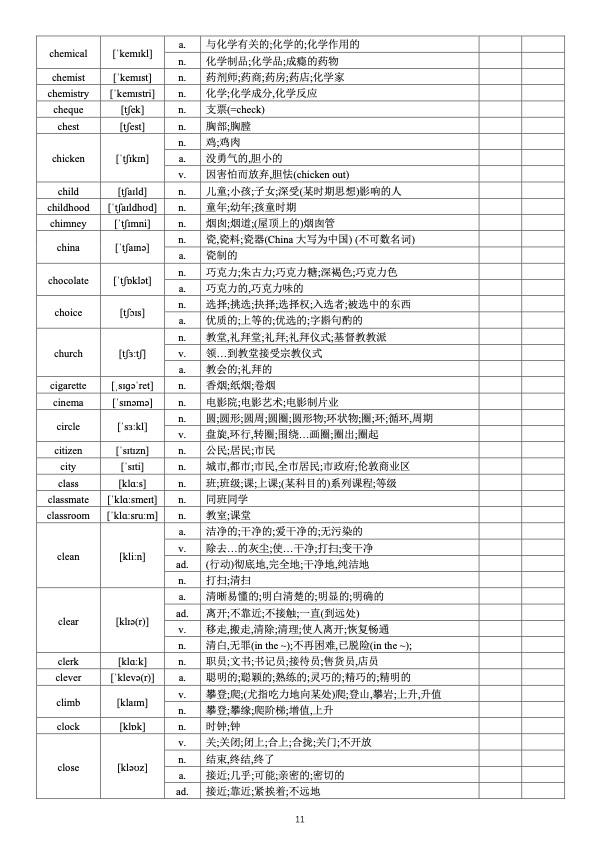 chemical [ˈkemɪkl] a. 与化学有关的;化学的;化学作用的
n. 化学制品;化学品;成瘾的药物
chemist [ˈkemɪst] n. 药剂师;药商;药房;药店;化学家
chemistry [ˈkemɪstri] n. 化学;化学成分,化学反应
cheque [tʃek] n. 支票(=check)
chest [tʃest] n. 胸部;胸膛
chicken [ˈtʃɪkɪn] n. 鸡;鸡肉
a. 没勇气的,胆小的
v. 因害怕而放弃,胆怯(chicken out)
child [tʃaɪld] n. 儿童;小孩;子女;深受(某时期思想)影响的人
childhood [ˈtʃaɪldhʊd] n. 童年;幼年;孩童时期
chimney [ˈtʃɪmni] n. 烟囱;烟道;(屋顶上的)烟囱管
china [ˈtʃaɪnə] n. 瓷,瓷料;瓷器(China 大写为中国) (不可数名词)
a. 瓷制的
chocolate [ˈtʃɒklət] n. 巧克力;朱古力;巧克力糖;深褐色;巧克力色
a. 巧克力的,巧克力味的
choice [tʃɔɪs] n. 选择;挑选;抉择;选择权;入选者;被选中的东西
a. 优质的;上等的;优选的;字斟句酌的
church [tʃɜːtʃ] n. 教堂,礼拜堂;礼拜;礼拜仪式;基督教教派
v. 领…到教堂接受宗教仪式
a. 教会的;礼拜的
cigarette [ˌsɪɡəˈret] n. 香烟;纸烟;卷烟
cinema [ˈsɪnəmə] n. 电影院;电影艺术;电影制片业
circle [ˈsɜːkl] n. 圆;圆形;圆周;圆圈;圆形物;环状物;圈;环;循环,周期
v. 盘旋,环行,转圈;围绕…画圈;圈出;圈起
citizen [ˈsɪtɪzn] n. 公民;居民;市民
city [ˈsɪti] n. 城市,都市;市民,全市居民;市政府;伦敦商业区
class [klɑːs] n. 班;班级;课;上课;(某科目的)系列课程;等级
classmate [ˈklɑːsmeɪt] n. 同班同学
classroom [ˈklɑːsruːm] n. 教室;课堂
clean [kliːn] a. 洁净的;干净的;爱干净的;无污染的
v. 除去…的灰尘;使…干净;打扫;变干净
ad. (行动)彻底地,完全地;干净地,纯洁地
n. 打扫;清扫
clear [klɪə(r)] a. 清晰易懂的;明白清楚的;明显的;明确的
ad. 离开;不靠近;不接触;一直(到远处)
v. 移走,搬走,清除;清理;使人离开;恢复畅通
n. 清白,无罪(in the ~);不再困难,已脱险(in the ~);
clerk [klɑːk] n. 职员;文书;书记员;接待员;售货员,店员
clever [ˈklevə(r)] a. 聪明的;聪颖的;熟练的;灵巧的;精巧的;精明的
climb [klaɪm] v. 攀登;爬;(尤指吃力地向某处)爬;登山,攀岩;上升,升值
n. 攀登;攀缘;爬阶梯;增值,上升
clock [klɒk] n. 时钟;钟
close [kləʊz] v. 关;关闭;闭上;合上;合拢;关门;不开放
n. 结束,终结,终了
a. 接近;几乎;可能;亲密的;密切的
ad. 接近;靠近;紧挨着;不远地
11